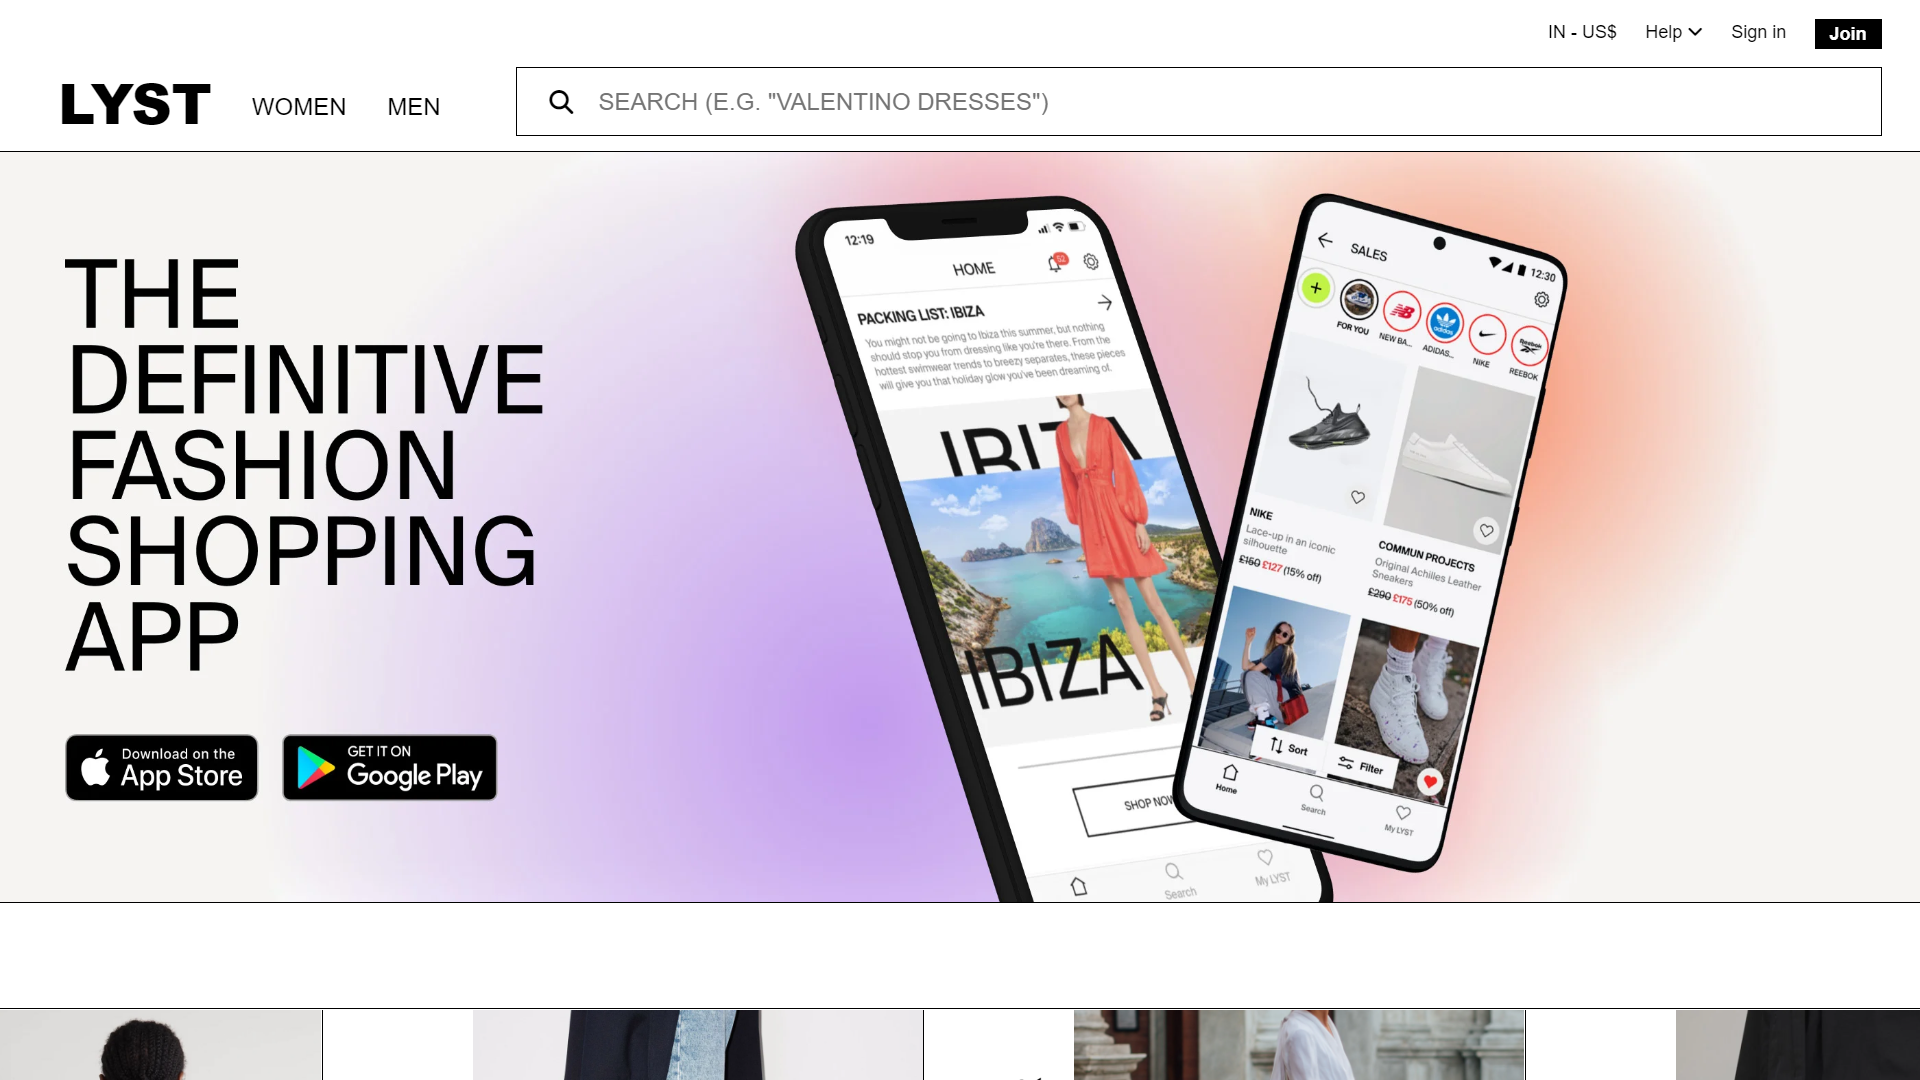 IN - US$ Help Sign in Join
LYST WOMEN MEN SEARCH (E.G. "VALENTINO DRESSES")
THE
DEFINITIVE
FASHION
SHOPPING
APP
Download on the
App Store
GET IT ON
Google Play
12:19
HOME
52
PACKING LIST: IBIZA
You might not be going to Ibiza this summer, but nothing
should stop you from dressing like you're there. From the
hottest swimwear trends to breezy separates, these pieces
will give you that holiday glow you've been dreaming of.
IBIZA
IBIZA
SHOP NOW
Search
My LYST
12:30
SALES
FOR YOU
NEW BA...
adidas
ADIDAS...
NIKE
Reebok
REEBOK
NIKE
Lace-up in an iconic
silhouette
£150 £127 (15% off)
COMMUN PROJECTS
Original Achilles Leather
Sneakers
£290 £175 (50% off)
Sort
Filter
Home
Search
My LYST